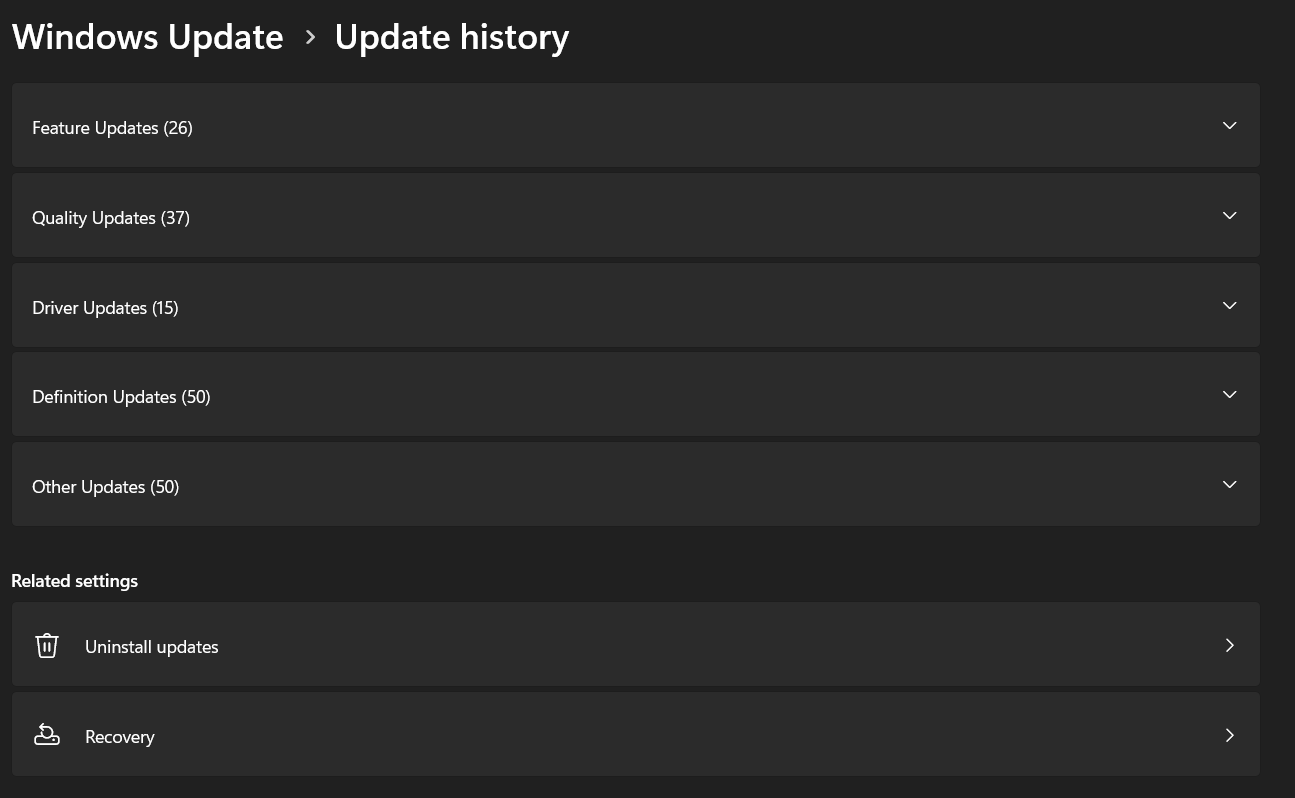 Windows Update > Update history
Feature Updates (26)
Quality Updates (37)
Driver Updates (15)
Definition Updates (50)
Other Updates (50)
Related settings
Uninstall updates
Recovery